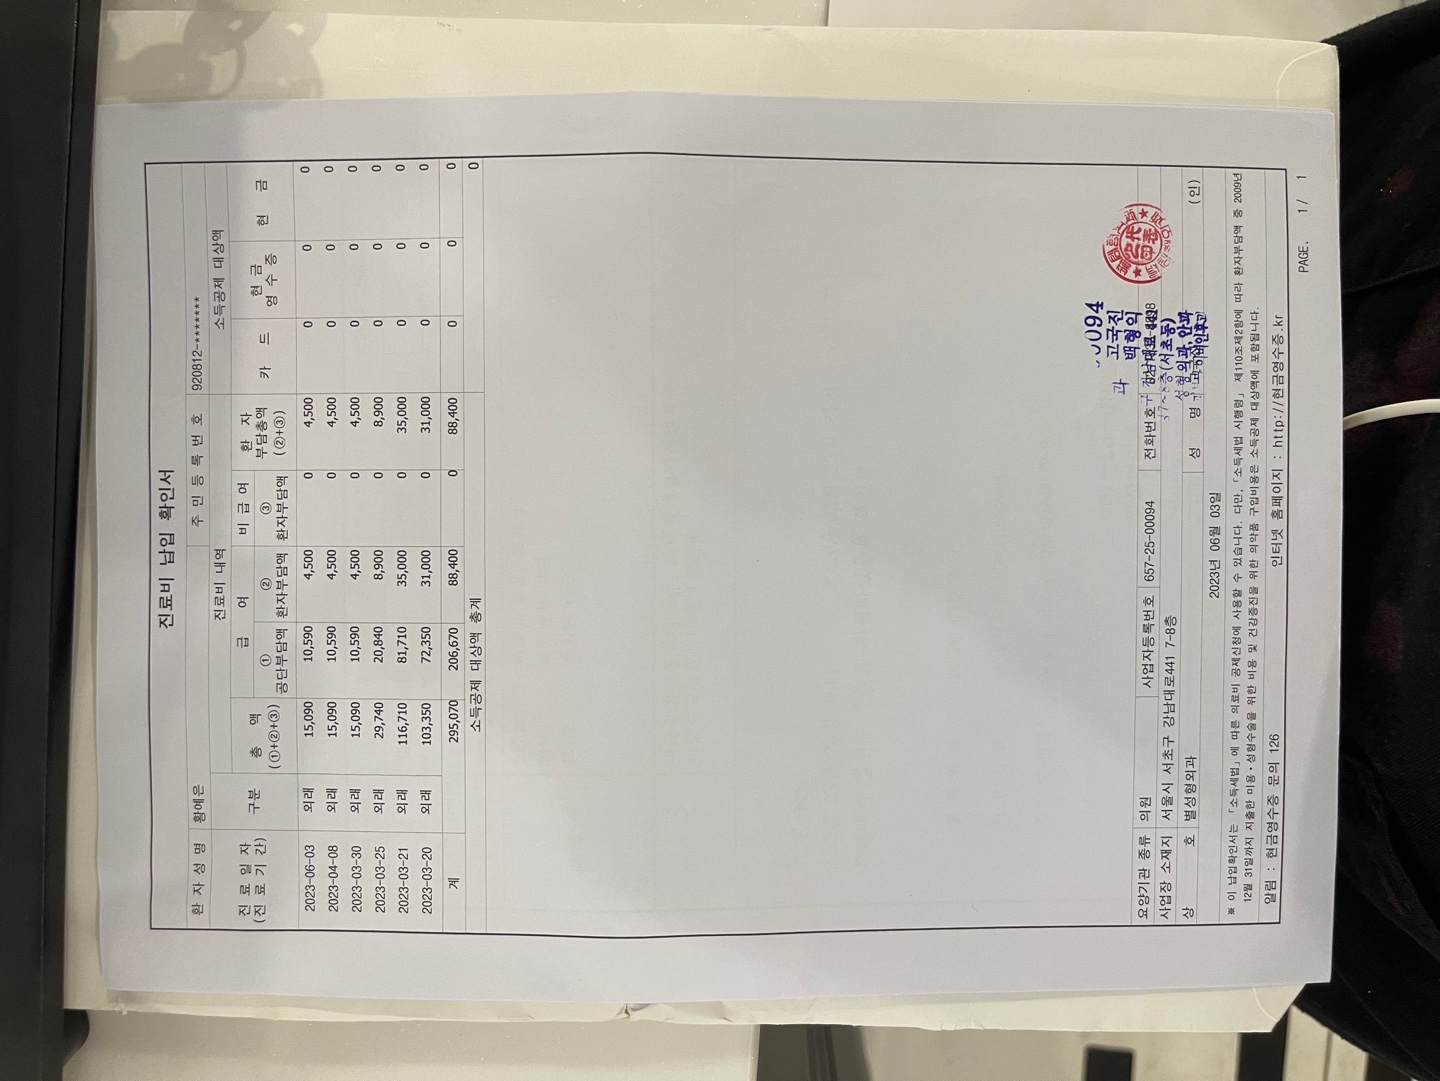 진료비 납입 확인서
환자성명 황예은 주민등록번호 920812-*******
진료일자 (진료기간) 구분 진료비 내역 소득공제 대상액
총 액 (①+②+③) 급 여 비급여 환 자 부담총액 (②+③) 카 드 현금 영수증 현 금
① 공단부담액 ② 환자부담액 ③ 환자부담액
2023-06-03 외래 15,090 10,590 4,500 0 4,500 0 0 0
2023-04-08 외래 15,090 10,590 4,500 0 4,500 0 0 0
2023-03-30 외래 15,090 10,590 4,500 0 4,500 0 0 0
2023-03-25 외래 29,740 20,840 8,900 0 8,900 0 0 0
2023-03-21 외래 116,710 81,710 35,000 0 35,000 0 0 0
2023-03-20 외래 103,350 72,350 31,000 0 31,000 0 0 0
계 295,070 206,670 88,400 0 88,400 0 0 0
소득공제 대상액 총계 0
0094
과 고국진
백형익
요양기관 종류 의원 사업자등록번호 657-25-00094 전화번호 강남대로 441
사업장 소재지 서울시 서초구 강남대로441 7-8층 (서초동)
성형외과, 안과
상 호 별성형외과 성 명 (인)
2023년 06월 03일
※ 이 납입확인서는 「소득세법」에 따른 의료비 공제신청에 사용할 수 있습니다. 다만, 「소득세법 시행령」 제110조제2항에 따라 환자부담액 중 2009년
12월 31일까지 지출한 미용·성형수술을 위한 비용 및 건강증진을 위한 의약품 구입비용은 소득공제 대상액에 포함됩니다.
알림 : 현금영수증 문의 126 인터넷 홈페이지 : http://현금영수증.kr
PAGE. 1/ 1